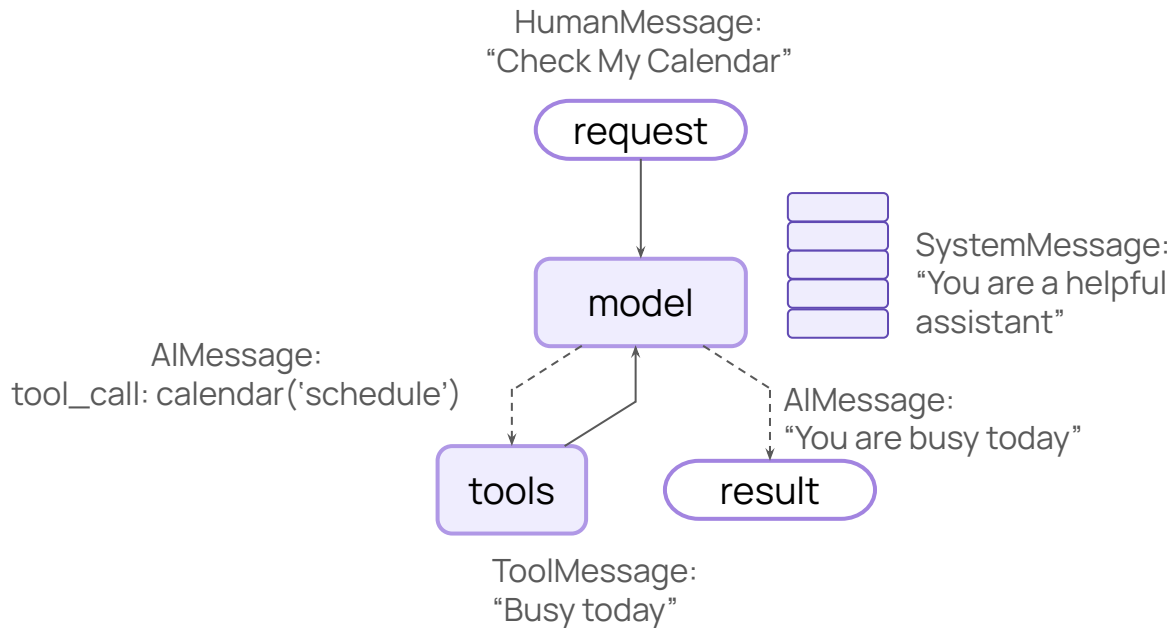 HumanMessage:
“Check My Calendar”
request
model
SystemMessage:
“You are a helpful
assistant”
AIMessage:
tool_call: calendar(‘schedule’)
AIMessage:
“You are busy today”
tools
result
ToolMessage:
“Busy today”